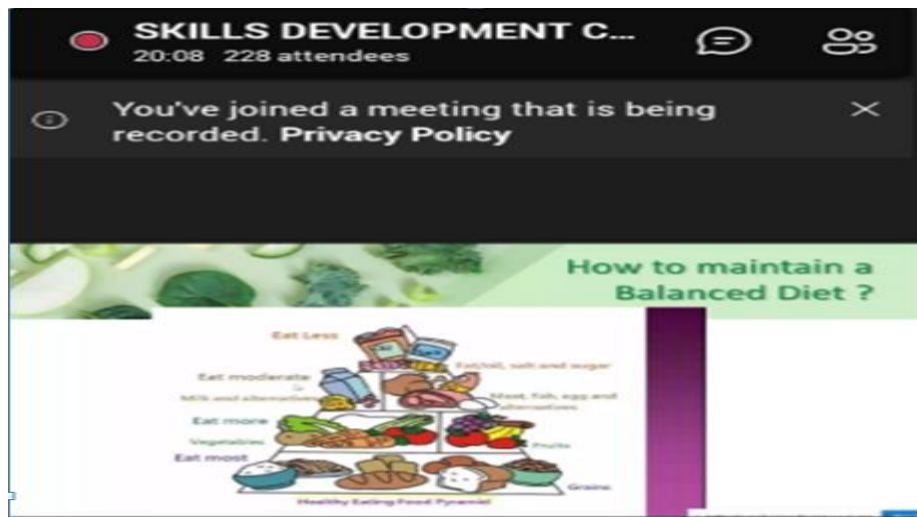 SKILLS DEVELOPMENT C...
20:08 228 attendees
You've joined a meeting that is being
recorded. Privacy Policy
How to maintain a
Balanced Diet ?
Eat Less
Fat/oil, salt and sugar
Eat moderate
Milk and alternatives
Meat, fish, egg and
alternatives
Eat more
Vegetables
Fruits
Eat most
Grains
Healthy Eating Food Pyramid